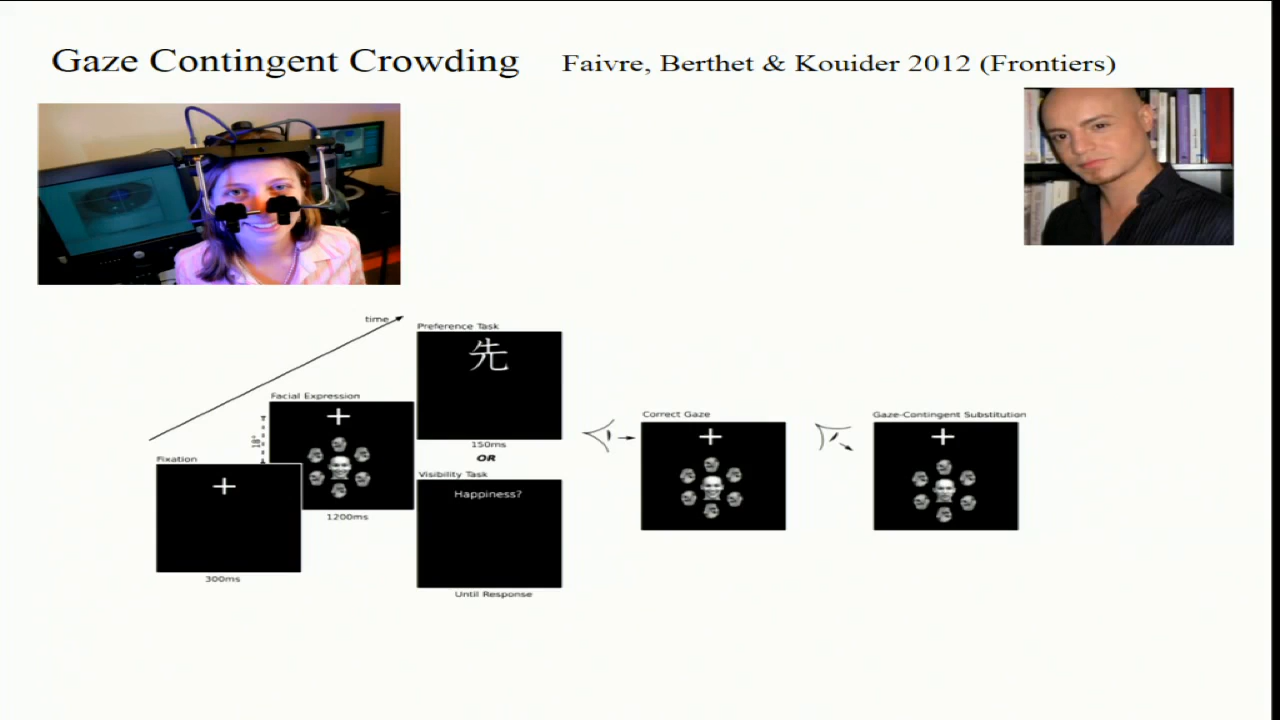 Gaze Contingent Crowding Faivre, Berthet & Kouider 2012 (Frontiers)
time
Preference Task
先
150ms
OR
Facial Expression
18°
1200ms
Fixation
300ms
Visibility Task
Happiness?
Until Response
Correct Gaze
Gaze-Contingent Substitution